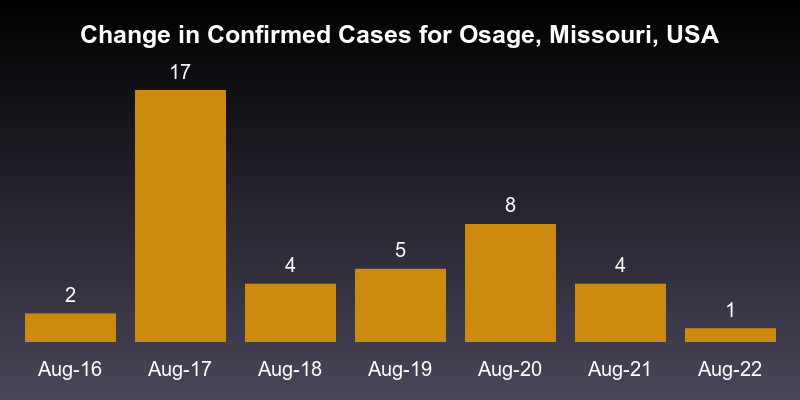 Change in Confirmed Cases for Osage, Missouri, USA
2 17 4 5 8 4 1
Aug-16 Aug-17 Aug-18 Aug-19 Aug-20 Aug-21 Aug-22